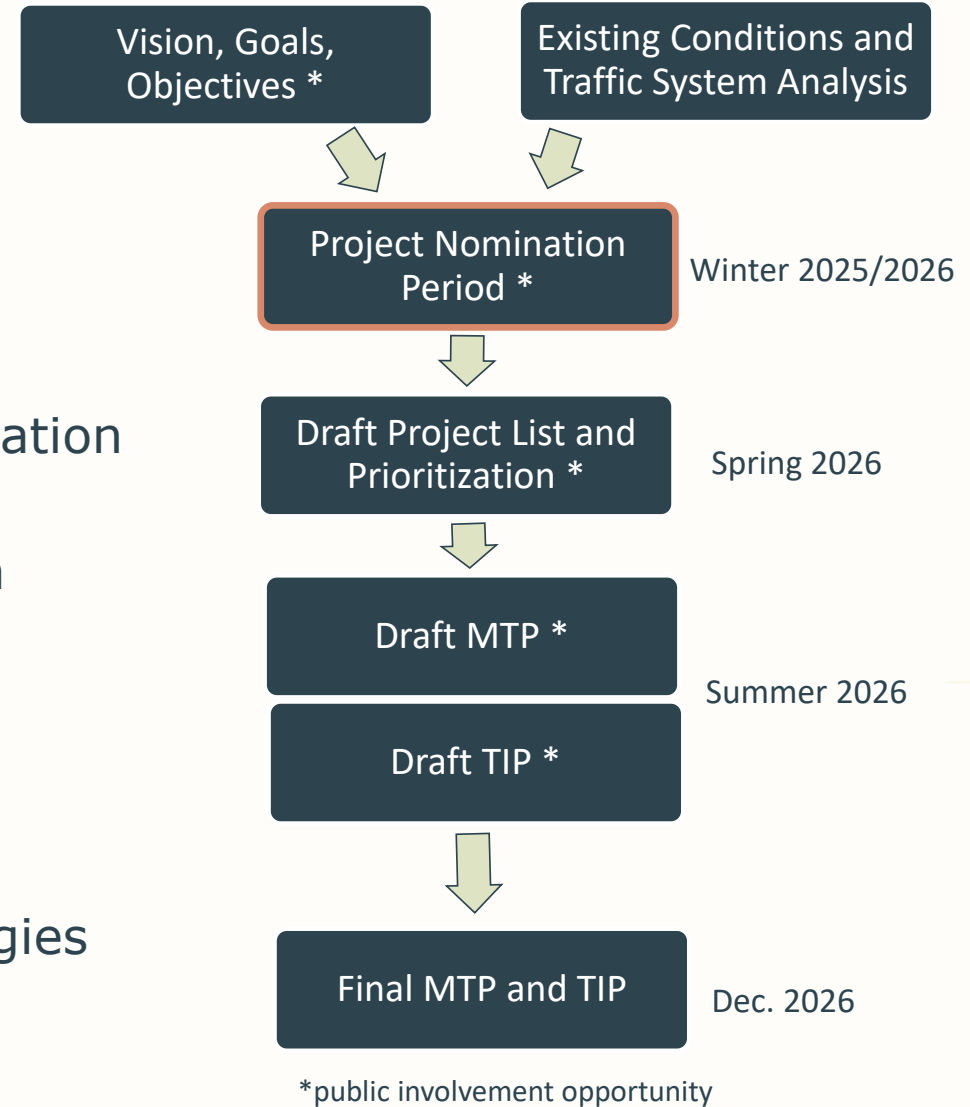 Vision, Goals,
Objectives *
Existing Conditions and
Traffic System Analysis
Project Nomination
Period *
Winter 2025/2026
ation
Draft Project List and
Prioritization *
Spring 2026
Draft MTP *
Summer 2026
Draft TIP *
gies
Final MTP and TIP
Dec. 2026
*public involvement opportunity